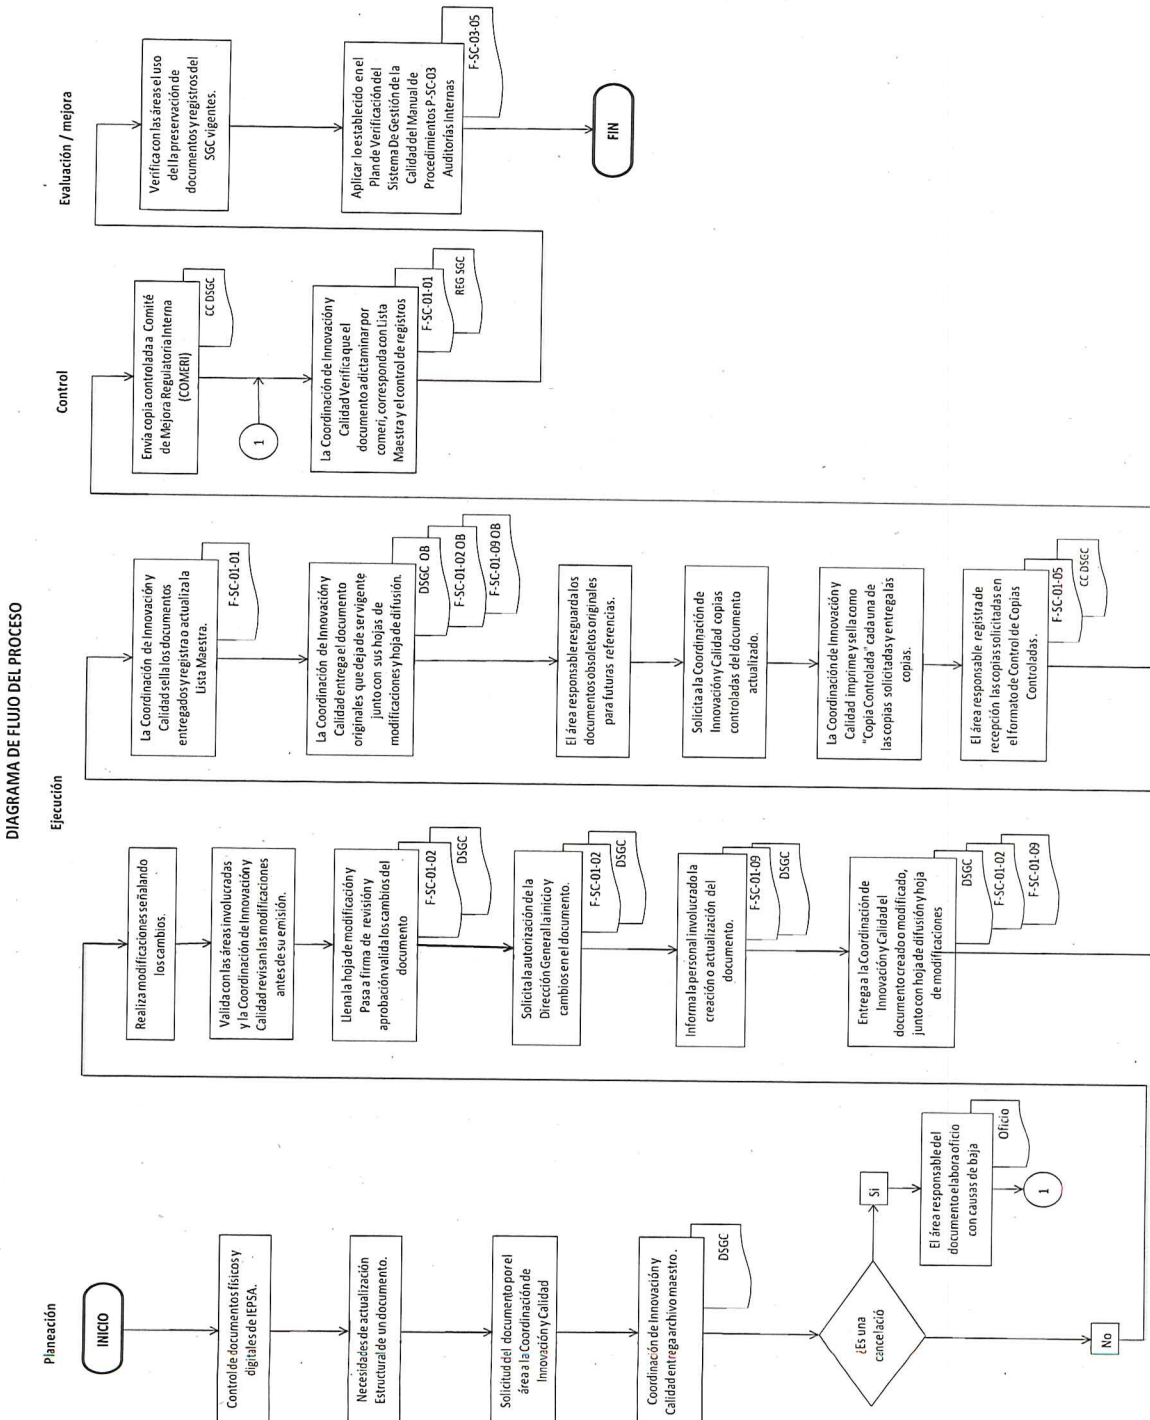 DIAGRAMA DE FLUJO DEL PROCESO
Planeación
INICIO
Control de documentos físicos y
digitales de IEPSA.
Necesidades de actualización
Estructural de un documento.
Solicitud del documento por el
área a la Coordinación de
Innovación y Calidad
Coordinación de Innovación y
Calidad entrega archivo maestro.
DSGC
¿Es una
cancelació
Si
El área responsable del
documento elabora oficio
con causas de baja
Oficio
1
No
Ejecución
Realiza modificaciones señalando
los cambios.
Valida con las áreas involucradas
y la Coordinación de Innovación y
Calidad revisan las modificaciones
antes de su emisión.
Llena la hoja de modificación y
Pasa a firma de revisión y
aprobación valida los cambios del
documento
F-SC-01-02
DSGC
Solicita la autorización de la
Dirección General la inicio y
cambios en el documento.
F-SC-01-02
DSGC
Informa la personal involucrado la
creación o actualización del
documento.
F-SC-01-09
DSGC
Entrega a la Coordinación de
Innovación y Calidad el
documento creado o modificado,
junto con hoja de difusión y hoja
de modificaciones
DSGC
F-SC-01-02
F-SC-01-09
La Coordinación de Innovación y
Calidad sella los documentos
entregados y registra o actualiza la
Lista Maestra.
F-SC-01-01
La Coordinación de Innovación y
Calidad entrega el documento
originales que deja de ser vigente
junto con sus hojas de
modificaciones y hoja de difusión.
DSGC OB
F-SC-01-02 OB
F-SC-01-09 OB
El área responsable resguarda los
documentos obsoletos originales
para futuras referencias.
Solicita a la Coordinación de
Innovación y Calidad copias
controladas del documento
actualizado.
La Coordinación de Innovación y
Calidad imprime y sella como
"Copia Controlada" cada una de
las copias solicitadas y entrega las
copias.
El área responsable registra de
recepción las copias solicitadas en
el formato de Control de Copias
Controladas.
F-SC-01-05
CC DSGC
Control
Envía copia controlada a Comité
de Mejora Regulatoria Interna
(COMERI)
CC DSGC
1
La Coordinación de Innovación y
Calidad Verifica que el
documento a dictaminar por
comeri, corresponda con Lista
Maestra y el control de registros
F-SC-01-01
REG SGC
Evaluación / mejora
Verifica con las áreas el uso
del la preservación de
documentos y registros del
SGC vigentes.
Aplicar lo establecido en el
Plan de Verificación del
Sistema De Gestión de la
Calidad del Manual de
Procedimientos P-SC-03
Auditorías Internas
F-SC-03-05
FIN